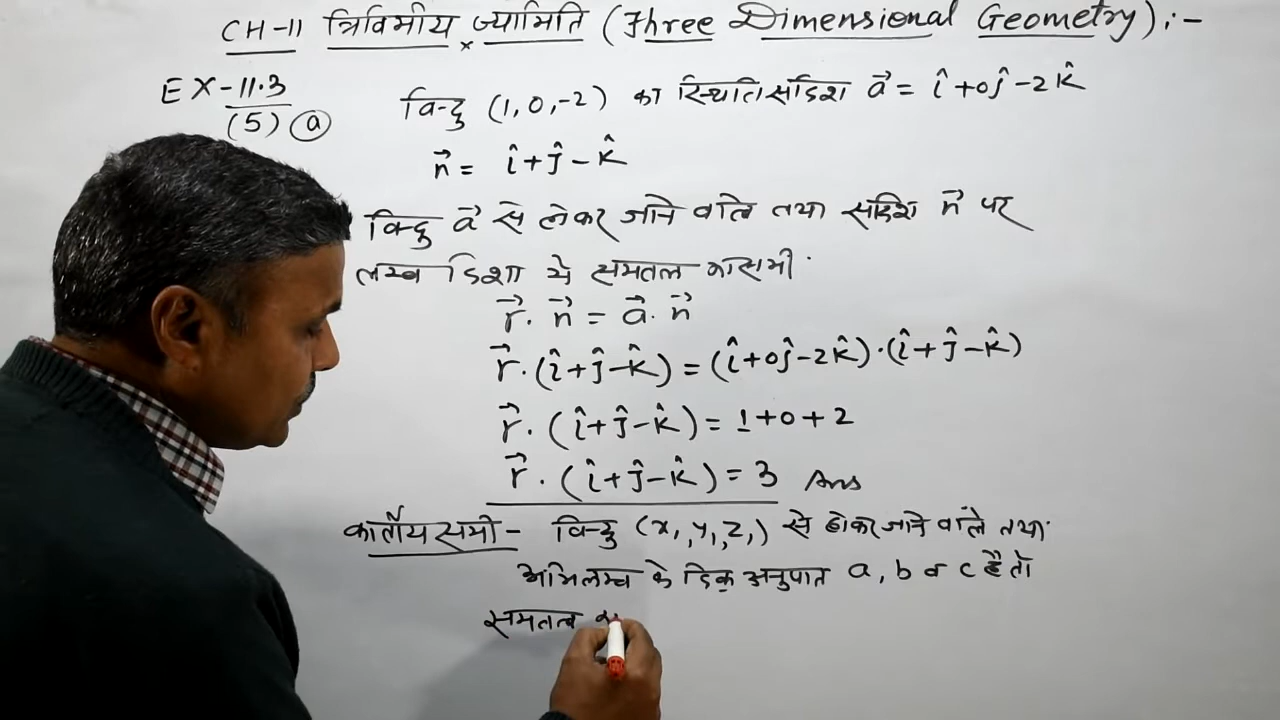 CH-11 त्रिविमीय ज्यामिति (Three Dimensional Geometry) :-
EX-11.3
(5) ⓐ
बिन्दु (1, 0, -2) का स्थिति सदिश a⃗ = î + 0ĵ - 2k̂
n⃗ = î + ĵ - k̂
बिन्दु a⃗ से लेकर जाने वाले तथा सदिश n⃗ पर
लम्ब दिशा में समतल का समी.
r⃗ . n⃗ = a⃗ . n⃗
r⃗ . (î + ĵ - k̂) = (î + 0ĵ - 2k̂) . (î + ĵ - k̂)
r⃗ . (î + ĵ - k̂) = 1 + 0 + 2
r⃗ . (î + ĵ - k̂) = 3 Ans
कार्तीय समी - बिन्दु (x₁, y₁, z₁) से होकर जाने वाले तथा
अभिलम्ब के दिक् अनुपात a, b व c है तो
समतल